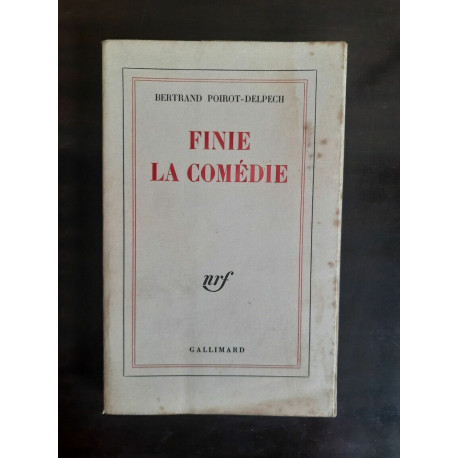 BERTRAND POIROT-DELPECH
FINIE
LA COMÉDIE
nrf
GALLIMARD